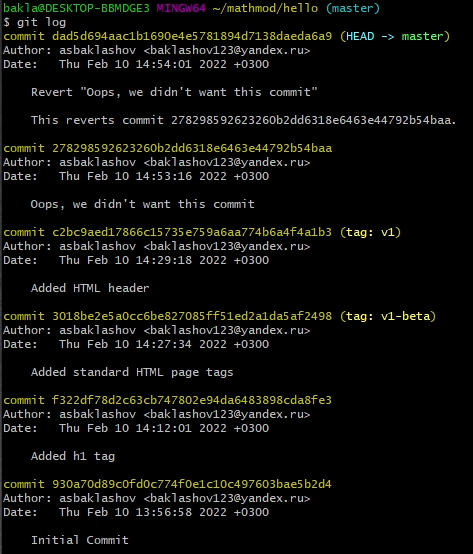 bakla@DESKTOP-BBMDGE3 MINGW64 ~/mathmod/hello (master)
$ git log
commit dad5d694aac1b1690e4e5781894d7138daeda6a9 (HEAD -> master)
Author: asbaklashov <baklashov123@yandex.ru>
Date:   Thu Feb 10 14:54:01 2022 +0300

    Revert "Oops, we didn't want this commit"

    This reverts commit 278298592623260b2dd6318e6463e44792b54baa.

commit 278298592623260b2dd6318e6463e44792b54baa
Author: asbaklashov <baklashov123@yandex.ru>
Date:   Thu Feb 10 14:53:16 2022 +0300

    Oops, we didn't want this commit

commit c2bc9aed17866c15735e759a6aa774b6a4f4a1b3 (tag: v1)
Author: asbaklashov <baklashov123@yandex.ru>
Date:   Thu Feb 10 14:29:18 2022 +0300

    Added HTML header

commit 3018be2e5a0cc6be827085ff51ed2a1da5af2498 (tag: v1-beta)
Author: asbaklashov <baklashov123@yandex.ru>
Date:   Thu Feb 10 14:27:34 2022 +0300

    Added standard HTML page tags

commit f322df78d2c63cb747802e94da6483898cda8fe3
Author: asbaklashov <baklashov123@yandex.ru>
Date:   Thu Feb 10 14:12:01 2022 +0300

    Added h1 tag

commit 930a70d89c0fd0c774f0e1c10c497603bae5b2d4
Author: asbaklashov <baklashov123@yandex.ru>
Date:   Thu Feb 10 13:56:58 2022 +0300

    Initial Commit